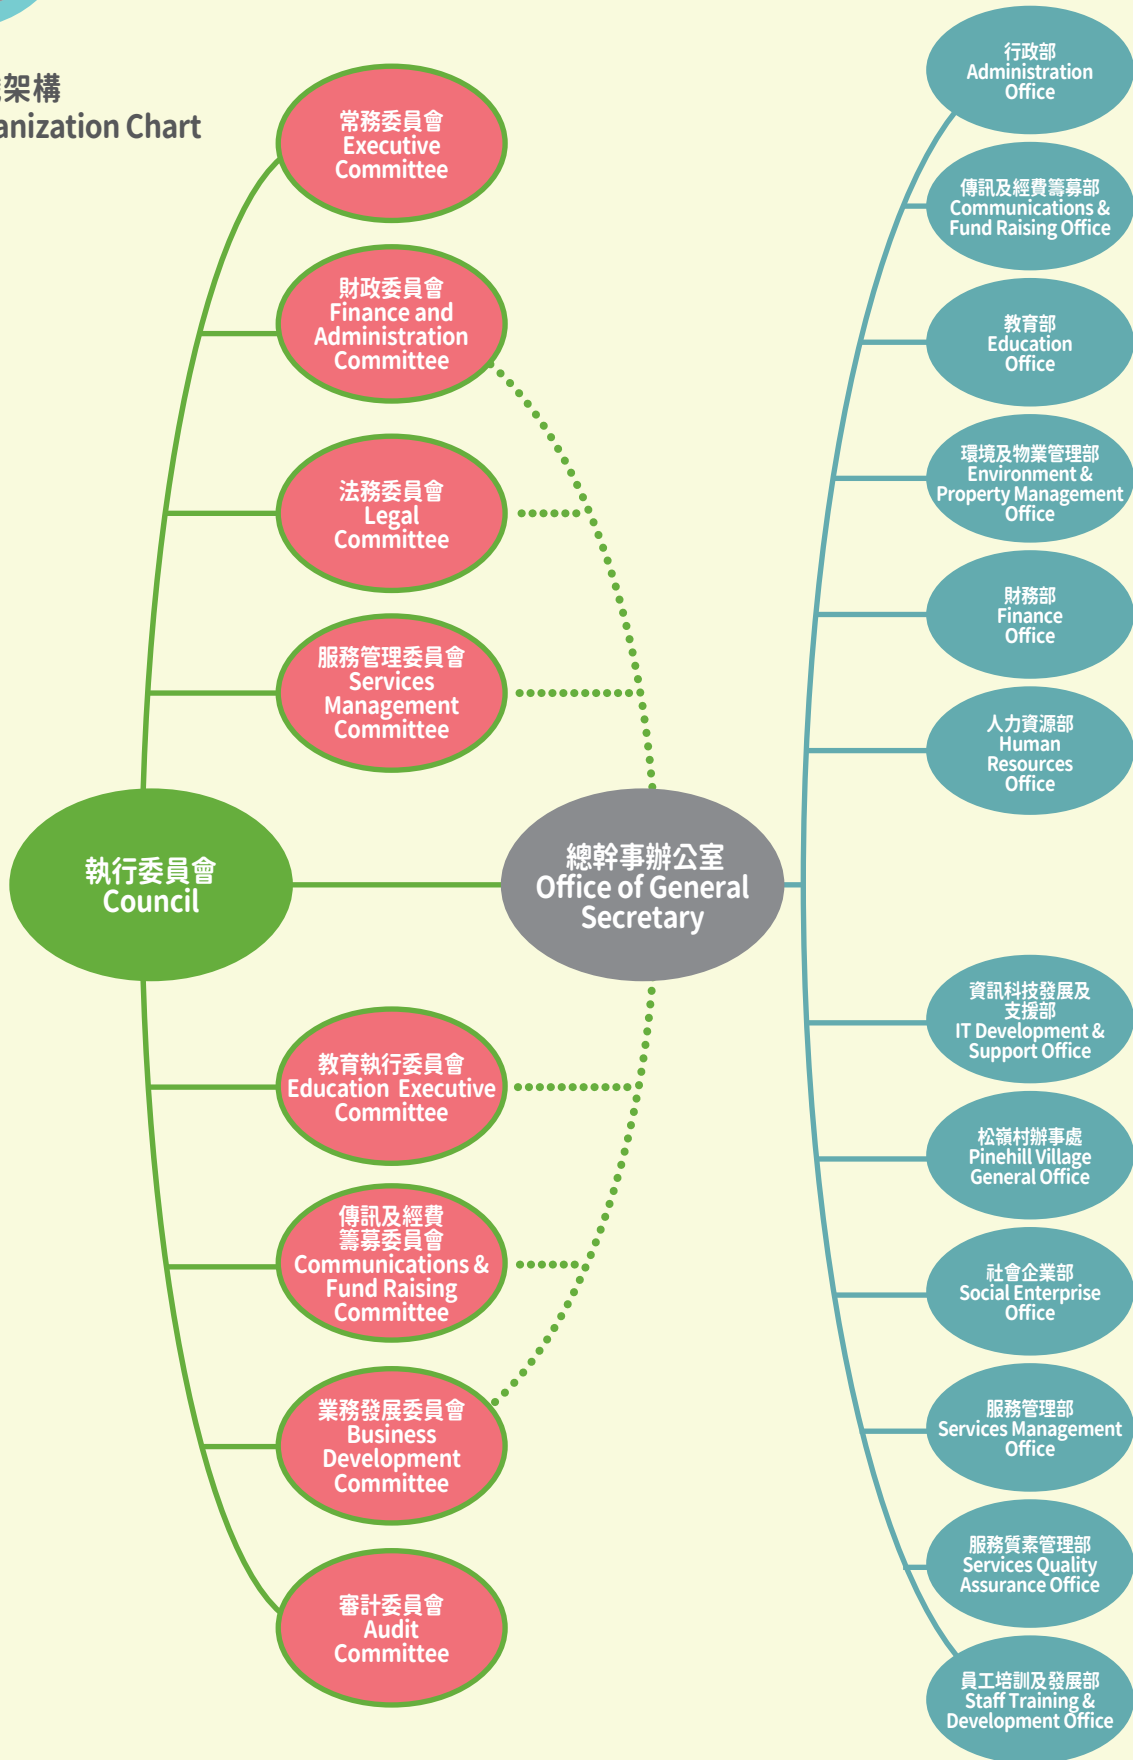 架構
anization Chart
常務委員會
Executive
Committee
財政委員會
Finance and
Administration
Committee
法務委員會
Legal
Committee
服務管理委員會
Services
Management
Committee
執行委員會
Council
總幹事辦公室
Office of General
Secretary
教育執行委員會
Education Executive
Committee
傳訊及經費
籌募委員會
Communications &
Fund Raising
Committee
業務發展委員會
Business
Development
Committee
審計委員會
Audit
Committee
行政部
Administration
Office
傳訊及經費籌募部
Communications &
Fund Raising Office
教育部
Education
Office
環境及物業管理部
Environment &
Property Management
Office
財務部
Finance
Office
人力資源部
Human
Resources
Office
資訊科技發展及
支援部
IT Development &
Support Office
松嶺村辦事處
Pinehill Village
General Office
社會企業部
Social Enterprise
Office
服務管理部
Services Management
Office
服務質素管理部
Services Quality
Assurance Office
員工培訓及發展部
Staff Training &
Development Office